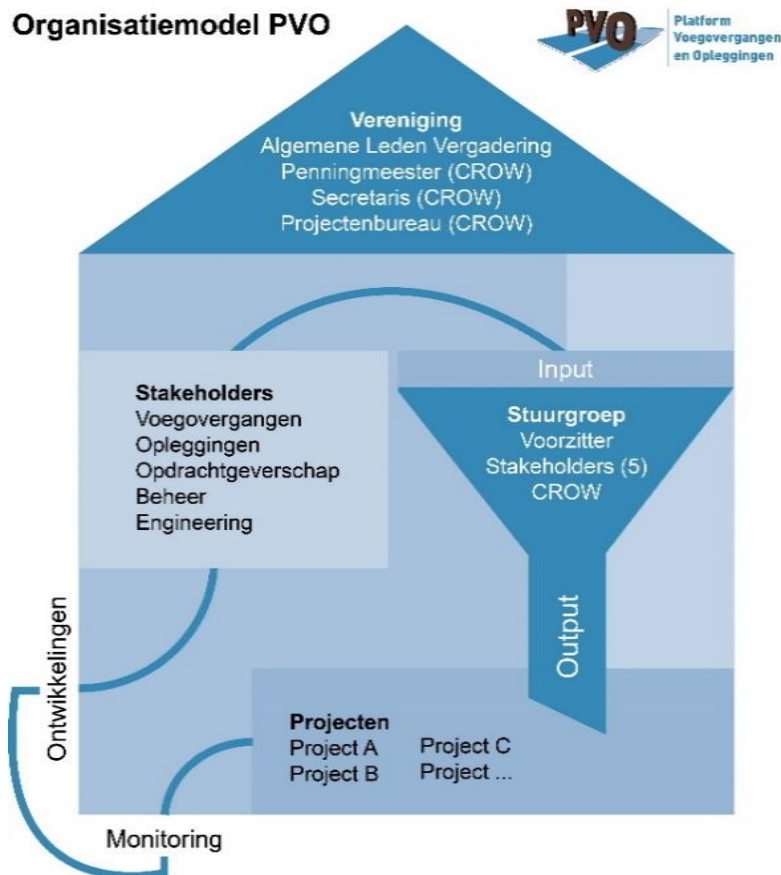 Organisatiemodel PVO
PVO
Platform
Voegovergangen
en Opleggingen
Vereniging
Algemene Leden Vergadering
Penningmeester (CROW)
Secretaris (CROW)
Projectenbureau (CROW)
Input
Stakeholders
Voegovergangen
Opleggingen
Opdrachtgeverschap
Beheer
Engineering
Stuurgroep
Voorzitter
Stakeholders (5)
CROW
Output
Ontwikkelingen
Projecten
Project A
Project B
Project C
Project ...
Monitoring